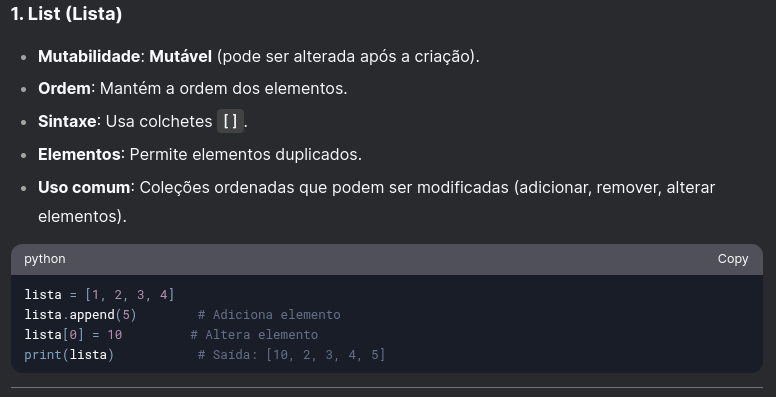 1. List (Lista)
• Mutabilidade: Mutável (pode ser alterada após a criação).
• Ordem: Mantém a ordem dos elementos.
• Sintaxe: Usa colchetes [].
• Elementos: Permite elementos duplicados.
• Uso comum: Coleções ordenadas que podem ser modificadas (adicionar, remover, alterar
elementos).
python Copy
lista = [1, 2, 3, 4]
lista.append(5)        # Adiciona elemento
lista[0] = 10         # Altera elemento
print(lista)           # Saída: [10, 2, 3, 4, 5]